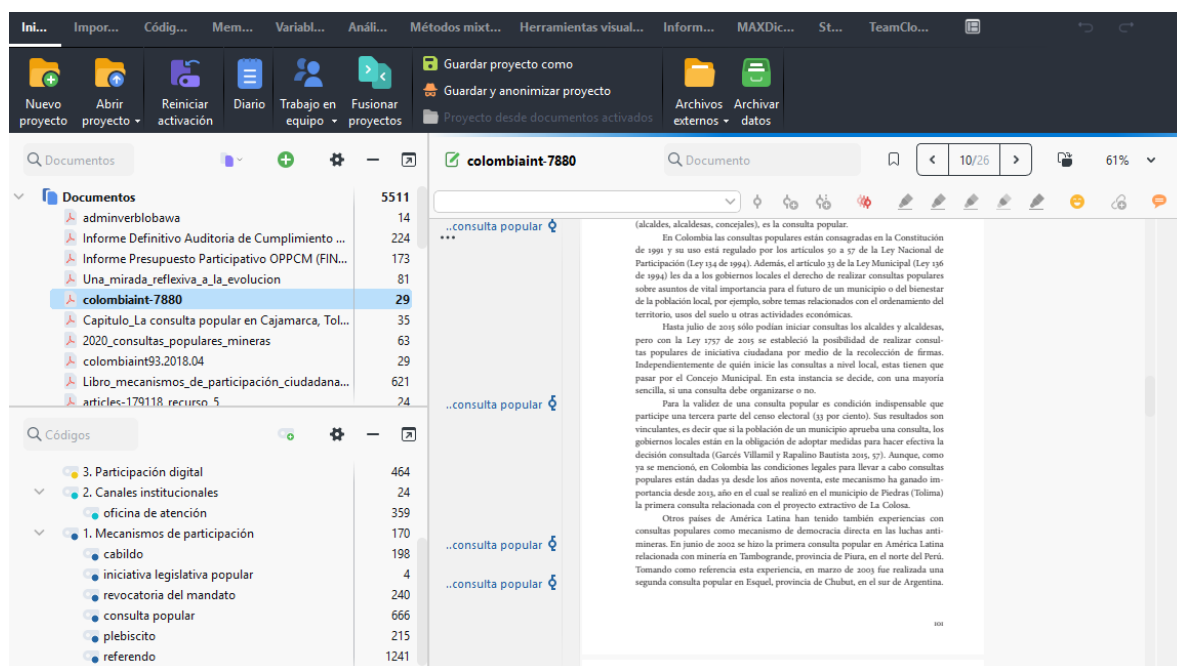 Ini...
Impor...
Códig...
Mem...
Variabl...
Análi...
Métodos mixt...
Herramientas visual...
Inform...
MAXDic...
St...
TeamClo...
Nuevo proyecto
Abrir proyecto
Reiniciar activación
Diario
Trabajo en equipo
Fusionar proyectos
Guardar proyecto como
Guardar y anonimizar proyecto
Proyecto desde documentos activados
Archivos externos
Archivar datos
Documentos
Documentos 5511
adminverblobawa 14
Informe Definitivo Auditoria de Cumplimiento ... 224
Informe Presupuesto Participativo OPPCM (FIN... 173
Una_mirada_reflexiva_a_la_evolucion 81
colombiaint-7880 29
Capitulo_La consulta popular en Cajamarca, Tol... 35
2020_consultas_populares_mineras 63
colombiaint93.2018.04 29
Libro_mecanismos_de_participación_ciudadana... 621
articles-179118_recurso_5 24
Códigos
3. Participación digital 464
2. Canales institucionales 24
oficina de atención 359
1. Mecanismos de participación 170
cabildo 198
iniciativa legislativa popular 4
revocatoria del mandato 240
consulta popular 666
plebiscito 215
referendo 1241
colombiaint-7880
Documento
10/26
61%
..consulta popular
..consulta popular
..consulta popular
..consulta popular
(alcaldes, alcaldesas, concejales), es la consulta popular.
En Colombia las consultas populares están consagradas en la Constitución
de 1991 y su uso está regulado por los artículos 50 a 57 de la Ley Nacional de
Participación (Ley 134 de 1994). Además, el artículo 33 de la Ley Municipal (Ley 136
de 1994) les da a los gobiernos locales el derecho de realizar consultas populares
sobre asuntos de vital importancia para el futuro de un municipio o del bienestar
de la población local, por ejemplo, sobre temas relacionados con el ordenamiento del
territorio, usos del suelo u otras actividades económicas.
Hasta julio de 2015 sólo podían iniciar consultas los alcaldes y alcaldesas,
pero con la Ley 1757 de 2015 se estableció la posibilidad de realizar consul-
tas populares de iniciativa ciudadana por medio de la recolección de firmas.
Independientemente de quién inicie las consultas a nivel local, estas tienen que
pasar por el Concejo Municipal. En esta instancia se decide, con una mayoría
sencilla, si una consulta debe organizarse o no.
Para la validez de una consulta popular es condición indispensable que
participe una tercera parte del censo electoral (33 por ciento). Sus resultados son
vinculantes, es decir que si la población de un municipio aprueba una consulta, los
gobiernos locales están en la obligación de adoptar medidas para hacer efectiva la
decisión consultada (Garcés Villamil y Rapalino Bautista 2015, 57). Aunque, como
ya se mencionó, en Colombia las condiciones legales para llevar a cabo consultas
populares están dadas ya desde los años noventa, este mecanismo ha ganado im-
portancia desde 2013, año en el cual se realizó en el municipio de Piedras (Tolima)
la primera consulta relacionada con el proyecto extractivo de La Colosa.
Otros países de América Latina han tenido también experiencias con
consultas populares como mecanismo de democracia directa en las luchas anti-
mineras. En junio de 2002 se hizo la primera consulta popular en América Latina
relacionada con minería en Tambogrande, provincia de Piura, en el norte del Perú.
Tomando como referencia esta experiencia, en marzo de 2003 fue realizada una
segunda consulta popular en Esquel, provincia de Chubut, en el sur de Argentina.
101